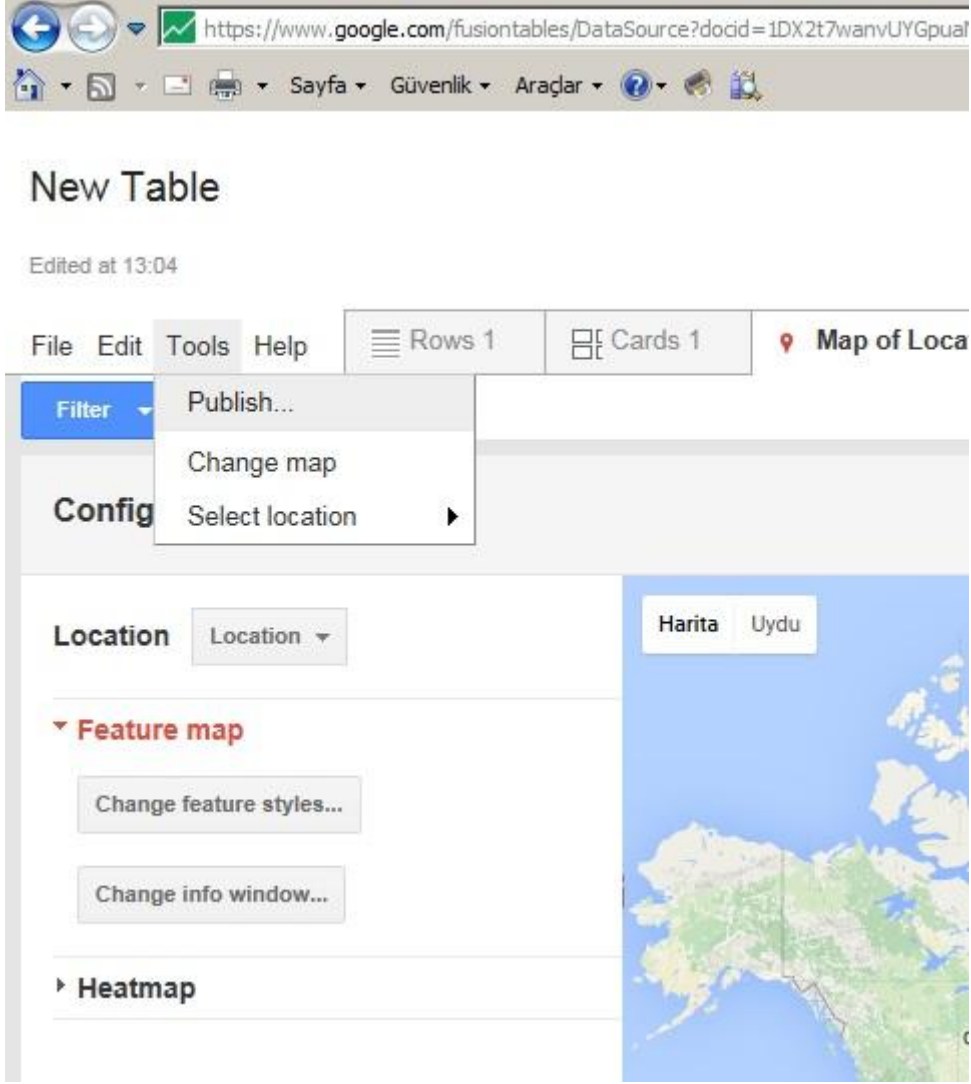 https://www.google.com/fusiontables/DataSource?docid=1DX2t7wanvUYGpual
Sayfa Güvenlik Araçlar
New Table
Edited at 13:04
File Edit Tools Help Rows 1 Cards 1 Map of Loca
Filter Publish...
Change map
Config Select location
Location Location Harita Uydu
Feature map
Change feature styles...
Change info window...
Heatmap